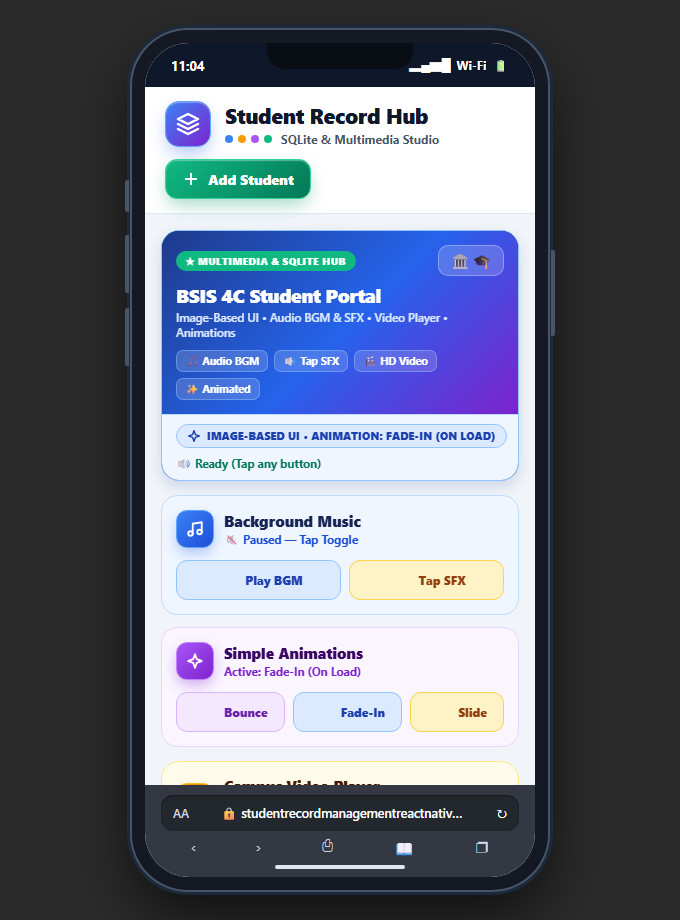 11:04
Wi-Fi
Student Record Hub
SQLite & Multimedia Studio
+ Add Student
★ MULTIMEDIA & SQLITE HUB
BSIS 4C Student Portal
Image-Based UI • Audio BGM & SFX • Video Player •
Animations
Audio BGM
Tap SFX
HD Video
Animated
IMAGE-BASED UI • ANIMATION: FADE-IN (ON LOAD)
Ready (Tap any button)
Background Music
Paused — Tap Toggle
Play BGM
Tap SFX
Simple Animations
Active: Fade-In (On Load)
Bounce
Fade-In
Slide
Campus Video Player
AA
studentrecordmanagementreactnativ...